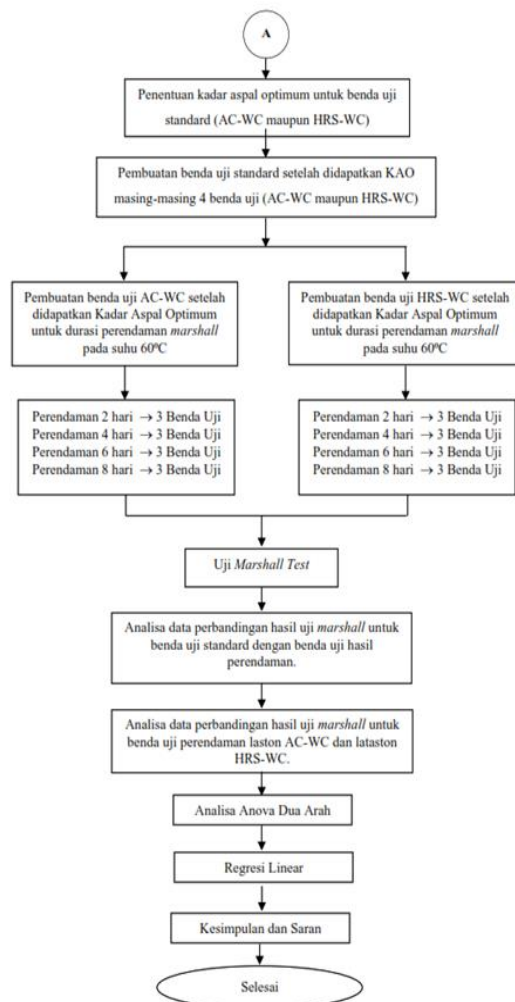 A
Penentuan kadar aspal optimum untuk benda uji
standard (AC-WC maupun HRS-WC)
Pembuatan benda uji standard setelah didapatkan KAO
masing-masing 4 benda uji (AC-WC maupun HRS-WC)
Pembuatan benda uji AC-WC setelah
didapatkan Kadar Aspal Optimum
untuk durasi perendaman marshall
pada suhu 60ºC
Pembuatan benda uji HRS-WC setelah
didapatkan Kadar Aspal Optimum
untuk durasi perendaman marshall
pada suhu 60ºC
Perendaman 2 hari → 3 Benda Uji
Perendaman 4 hari → 3 Benda Uji
Perendaman 6 hari → 3 Benda Uji
Perendaman 8 hari → 3 Benda Uji
Perendaman 2 hari → 3 Benda Uji
Perendaman 4 hari → 3 Benda Uji
Perendaman 6 hari → 3 Benda Uji
Perendaman 8 hari → 3 Benda Uji
Uji Marshall Test
Analisa data perbandingan hasil uji marshall untuk
benda uji standard dengan benda uji hasil
perendaman.
Analisa data perbandingan hasil uji marshall untuk
benda uji perendaman laston AC-WC dan lataston
HRS-WC.
Analisa Anova Dua Arah
Regresi Linear
Kesimpulan dan Saran
Selesai